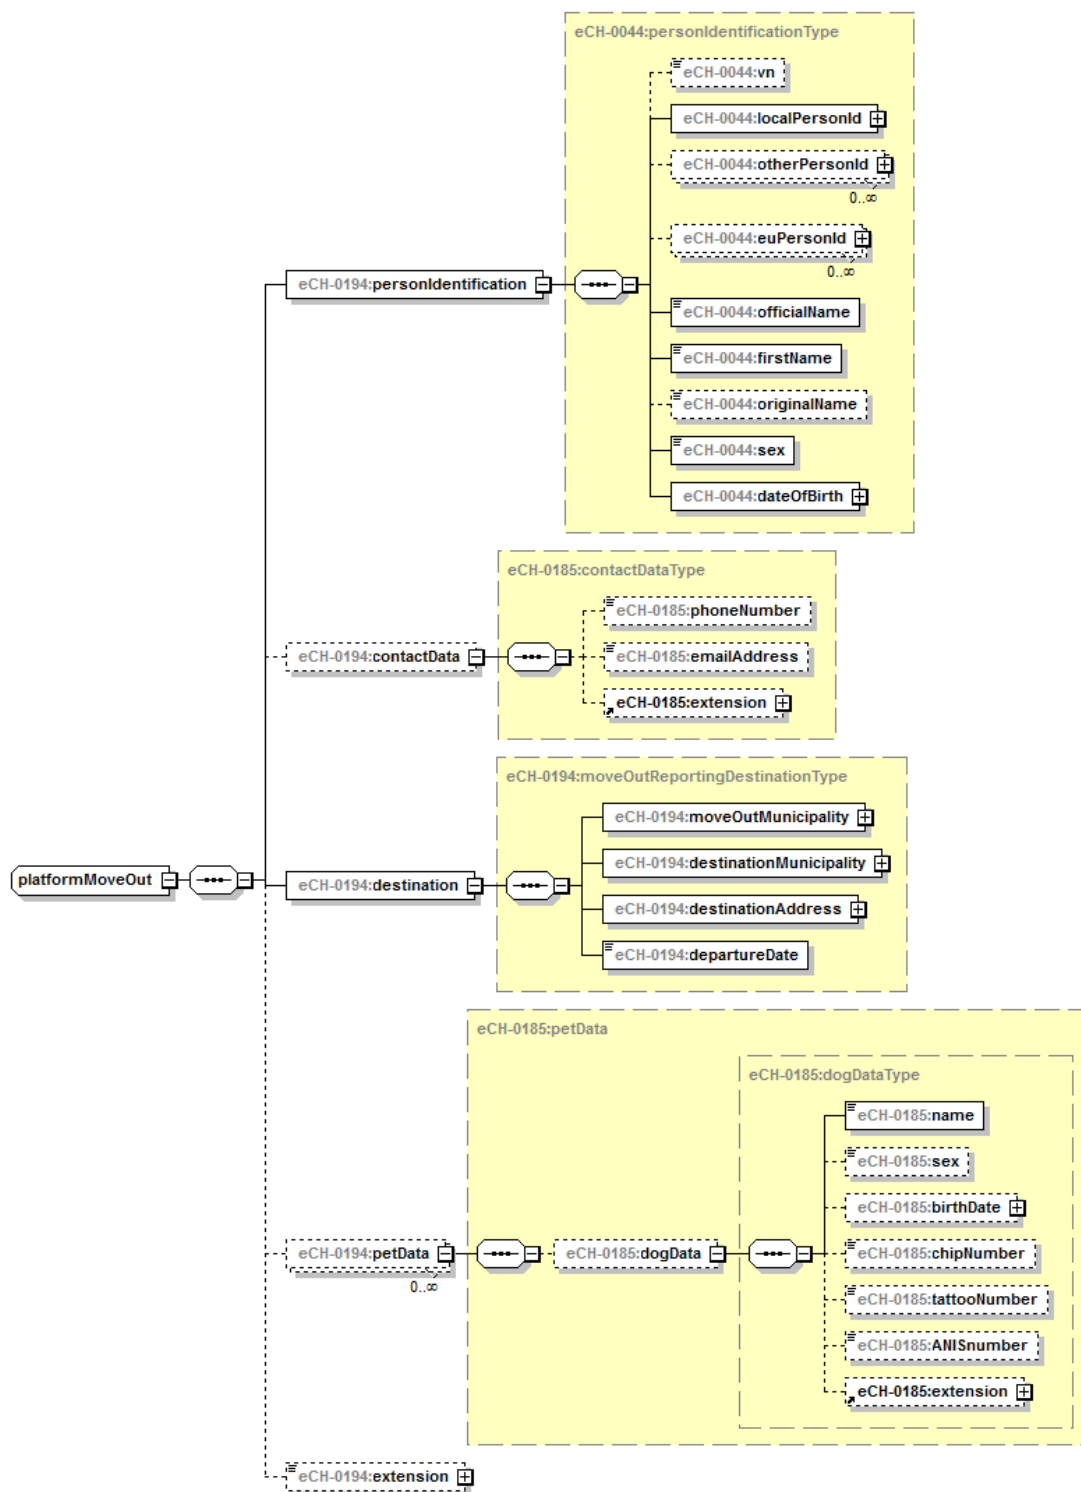 eCH-0044:personIdentificationType
eCH-0044:vn
eCH-0044:localPersonId
eCH-0044:otherPersonId
0..∞
eCH-0044:euPersonId
0..∞
eCH-0194:personIdentification
eCH-0044:officialName
eCH-0044:firstName
eCH-0044:originalName
eCH-0044:sex
eCH-0044:dateOfBirth
eCH-0185:contactDataType
eCH-0185:phoneNumber
eCH-0194:contactData
eCH-0185:emailAddress
eCH-0185:extension
eCH-0194:moveOutReportingDestinationType
eCH-0194:moveOutMunicipality
eCH-0194:destinationMunicipality
platformMoveOut
eCH-0194:destination
eCH-0194:destinationAddress
eCH-0194:departureDate
eCH-0185:petData
eCH-0185:dogDataType
eCH-0185:name
eCH-0185:sex
eCH-0185:birthDate
eCH-0194:petData
0..∞
eCH-0185:dogData
eCH-0185:chipNumber
eCH-0185:tattooNumber
eCH-0185:ANISnumber
eCH-0185:extension
eCH-0194:extension